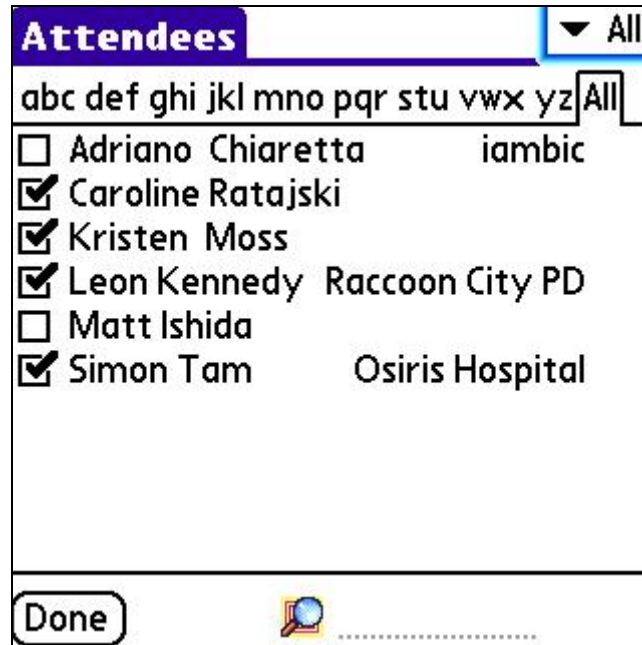 Attendees All
abc def ghi jkl mno pqr stu vwx yz All
Adriano Chiaretta iambic
Caroline Ratajski
Kristen Moss
Leon Kennedy Raccoon City PD
Matt Ishida
Simon Tam Osiris Hospital
Done